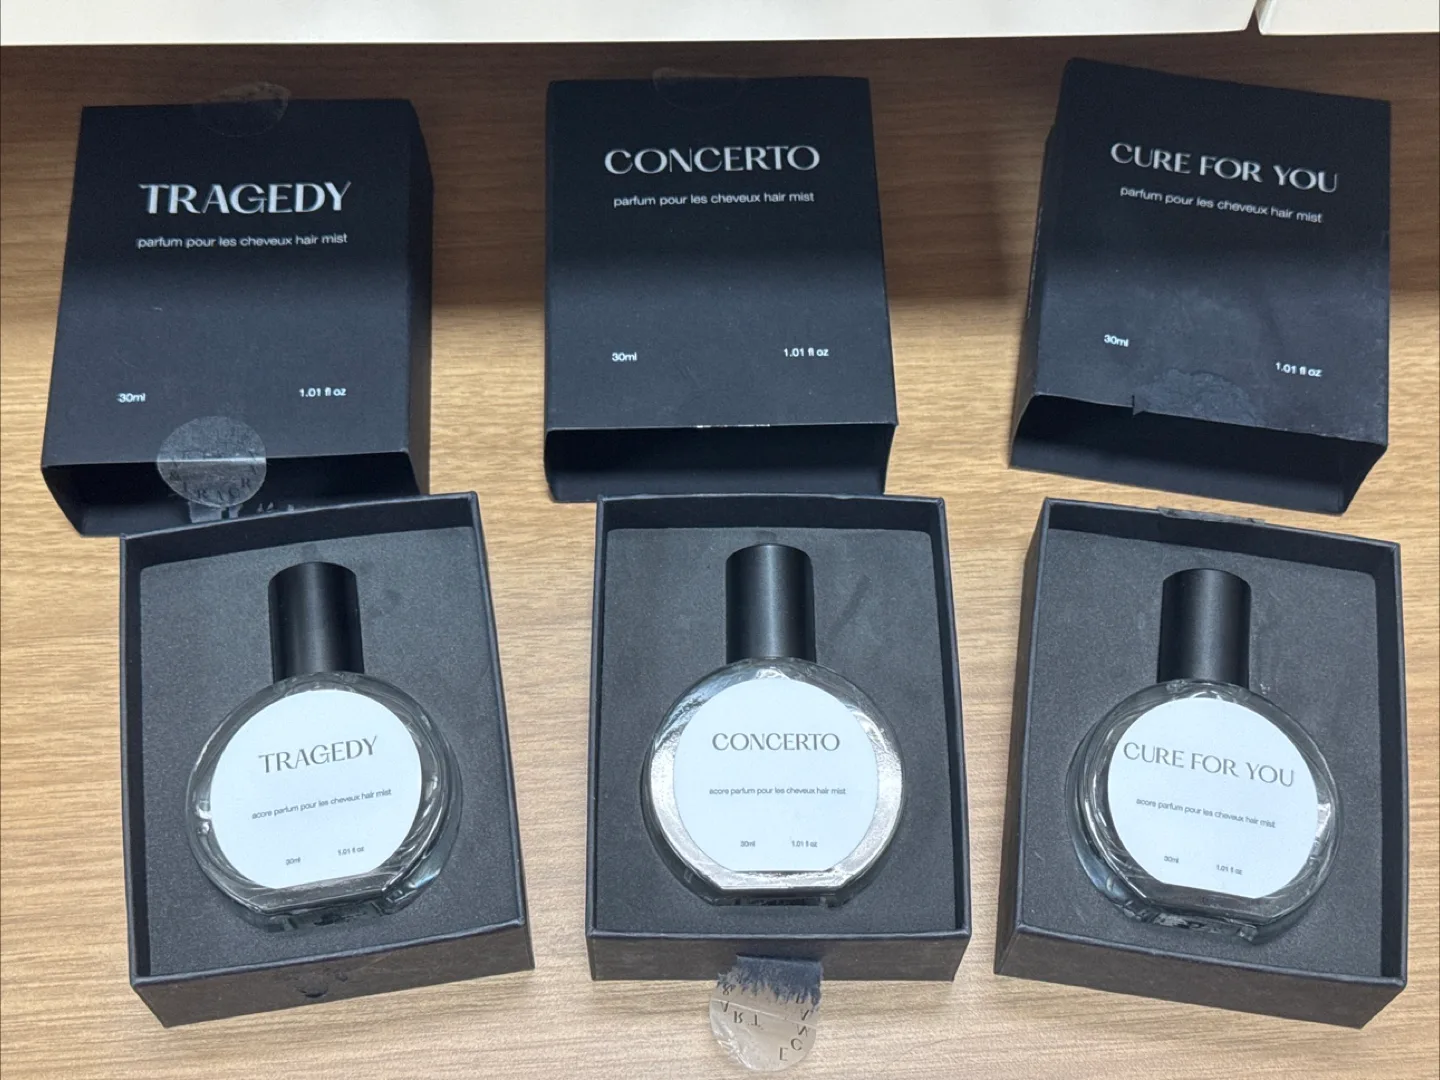 TRAGEDY
parfum pour les cheveux hair mist
30ml
1.01 fl oz
CONCERTO
parfum pour les cheveux hair mist
30ml
1.01 fl oz
CURE FOR YOU
parfum pour les cheveux hair mist
30ml
1.01 fl oz
TRAGEDY
acore parfum pour les cheveux hair mist
30ml
1.01 fl oz
CONCERTO
acore parfum pour les cheveux hair mist
30ml
1.01 fl oz
CURE FOR YOU
acore parfum pour les cheveux hair mist
30ml
1.01 fl oz